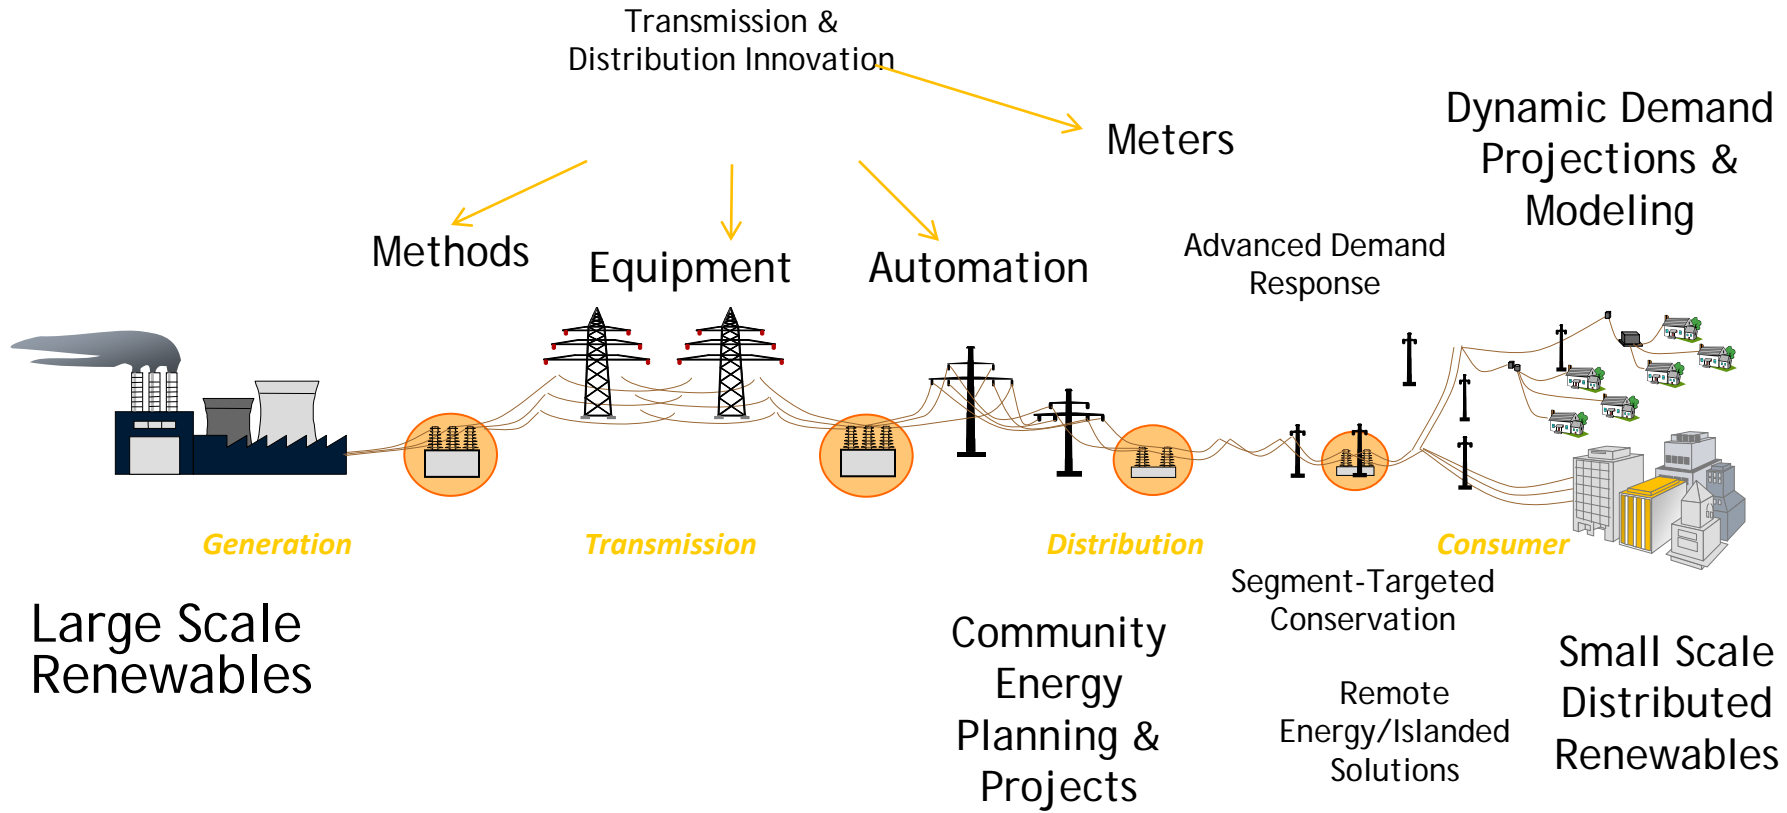 Transmission &
Distribution Innovation
Meters
Dynamic Demand
Projections &
Modeling
Methods
Equipment
Automation
Advanced Demand
Response
Generation
Transmission
Distribution
Consumer
Large Scale
Renewables
Community
Energy
Planning &
Projects
Segment-Targeted
Conservation
Remote
Energy/Islanded
Solutions
Small Scale
Distributed
Renewables